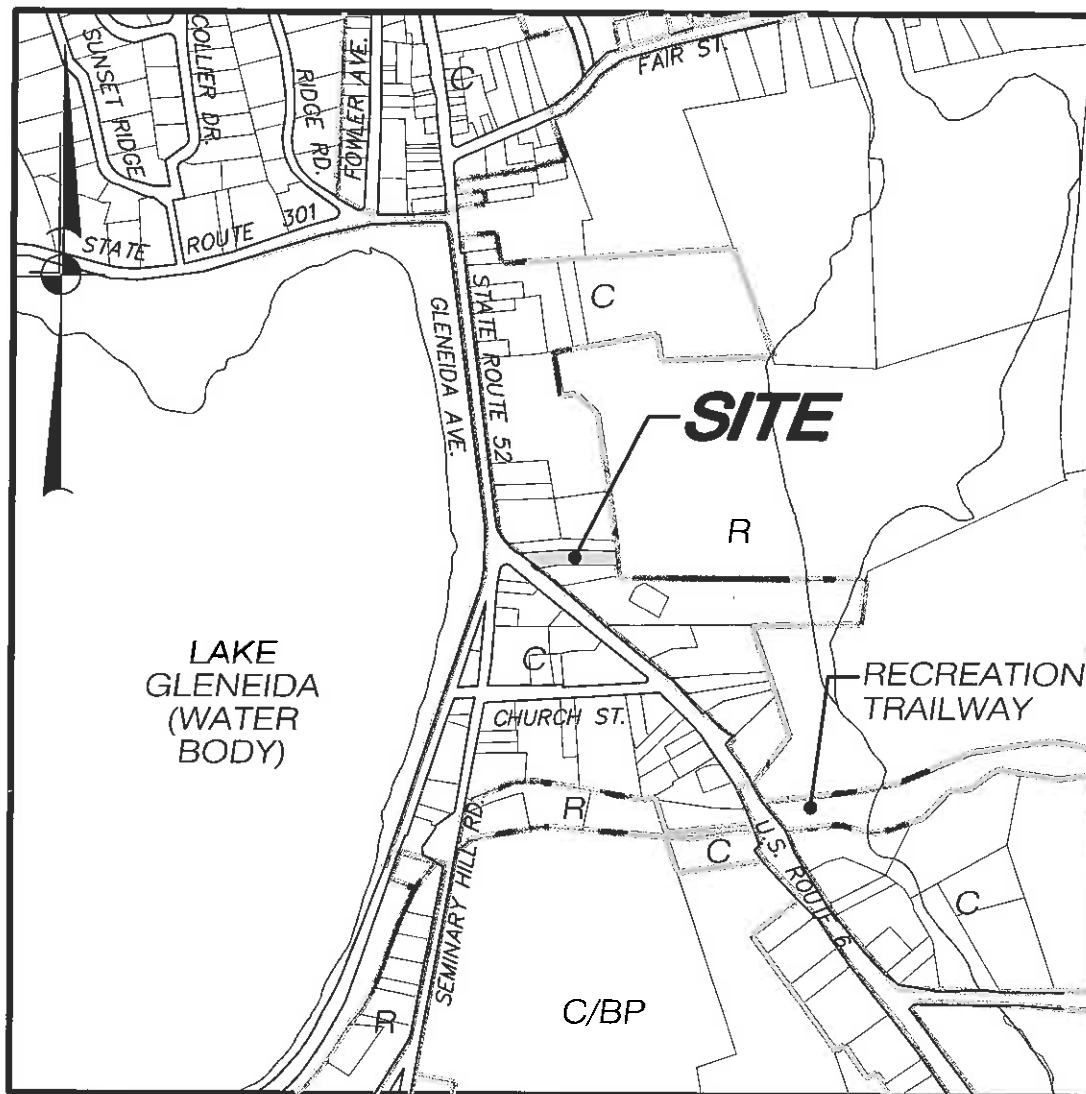 SUNSET RIDGE
COLLIER DR.
RIDGE RD.
FOWLER AVE.
C
FAIR ST.
STATE ROUTE 301
GLENEIDA AVE.
STATE ROUTE 52
C
SITE
R
LAKE
GLENEIDA
(WATER
BODY)
C
CHURCH ST.
RECREATION
TRAILWAY
R
SEMINARY HILL RD.
C
U.S. ROUTE 6
C
R
C/BP